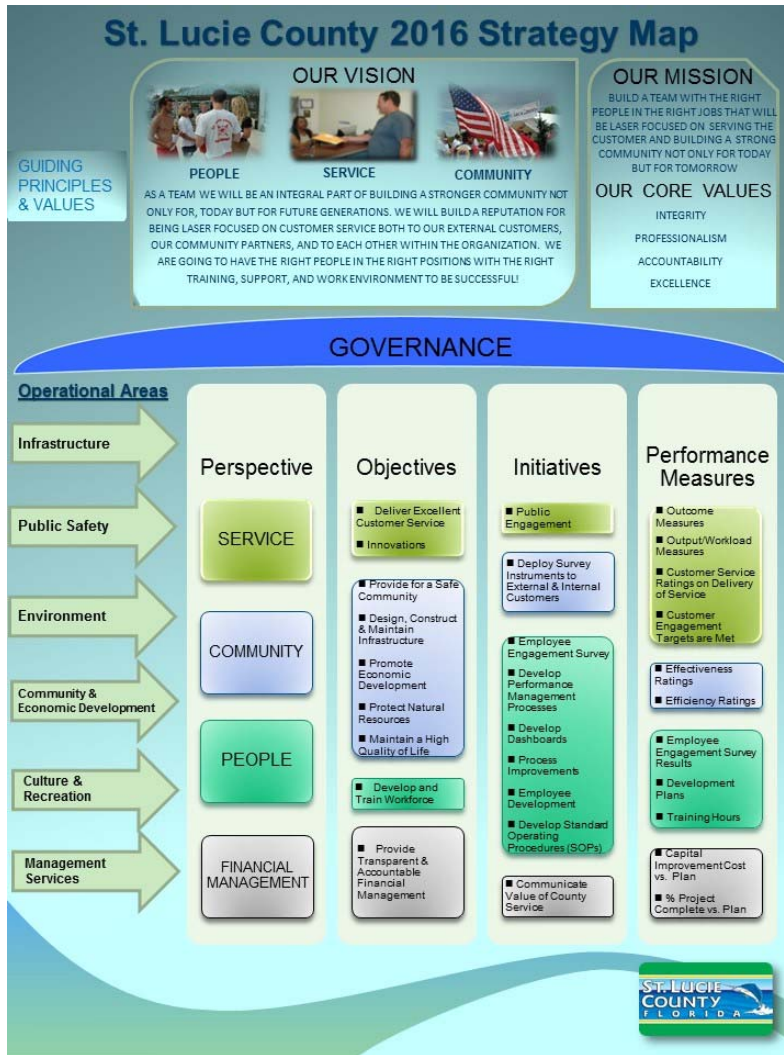 St. Lucie County 2016 Strategy Map
GUIDING
PRINCIPLES
& VALUES
OUR VISION
PEOPLE
SERVICE
COMMUNITY
AS A TEAM WE WILL BE AN INTEGRAL PART OF BUILDING A STRONGER COMMUNITY NOT
ONLY FOR, TODAY BUT FOR FUTURE GENERATIONS. WE WILL BUILD A REPUTATION FOR
BEING LASER FOCUSED ON CUSTOMER SERVICE BOTH TO OUR EXTERNAL CUSTOMERS,
OUR COMMUNITY PARTNERS, AND TO EACH OTHER WITHIN THE ORGANIZATION. WE
ARE GOING TO HAVE THE RIGHT PEOPLE IN THE RIGHT POSITIONS WITH THE RIGHT
TRAINING, SUPPORT, AND WORK ENVIRONMENT TO BE SUCCESSFUL!
OUR MISSION
BUILD A TEAM WITH THE RIGHT
PEOPLE IN THE RIGHT JOBS THAT WILL
BE LASER FOCUSED ON SERVING THE
CUSTOMER AND BUILDING A STRONG
COMMUNITY NOT ONLY FOR TODAY
BUT FOR TOMORROW
OUR CORE VALUES
INTEGRITY
PROFESSIONALISM
ACCOUNTABILITY
EXCELLENCE
GOVERNANCE
Operational Areas
Infrastructure
Public Safety
Environment
Community &
Economic Development
Culture &
Recreation
Management
Services
Perspective
SERVICE
COMMUNITY
PEOPLE
FINANCIAL
MANAGEMENT
Objectives
■ Deliver Excellent
Customer Service
■ Innovations
■ Provide for a Safe
Community
■ Design, Construct
& Maintain
Infrastructure
■ Promote
Economic
Development
■ Protect Natural
Resources
■ Maintain a High
Quality of Life
■ Develop and
Train Workforce
■ Provide
Transparent &
Accountable
Financial
Management
Initiatives
■ Public
Engagement
■ Deploy Survey
Instruments to
External & Internal
Customers
■ Employee
Engagement Survey
■ Develop
Performance
Management
Processes
■ Develop
Dashboards
■ Process
Improvements
■ Employee
Development
■ Develop Standard
Operating
Procedures (SOPs)
■ Communicate
Value of County
Service
Performance
Measures
■ Outcome
Measures
■ Output/Workload
Measures
■ Customer Service
Ratings on Delivery
of Service
■ Customer
Engagement
Targets are Met
■ Effectiveness
Ratings
■ Efficiency Ratings
■ Employee
Engagement Survey
Results
■ Development
Plans
■ Training Hours
■ Capital
Improvement Cost
vs. Plan
■ % Project
Complete vs. Plan
ST. LUCIE
COUNTY
FLORIDA